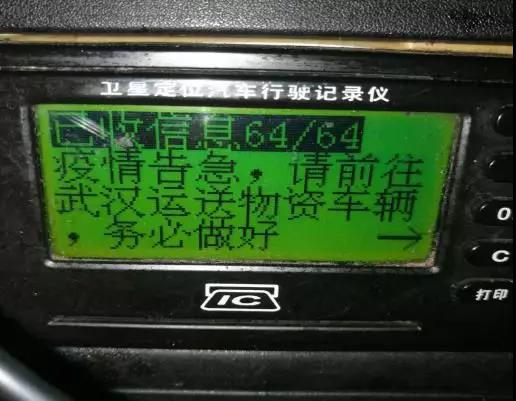 卫星定位汽车行驶记录仪
已收信息64/64
疫情告急，请前往
武汉运送物资车辆
，务必做好 →
IC
O
C
打印